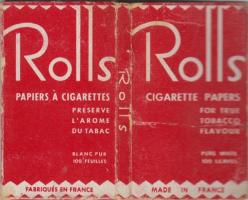 Rolls
PAPIERS À CIGARETTES
PRÉSERVE
L'AROME
DU TABAC
BLANC PUR
100 FEUILLES
FABRIQUÉS EN FRANCE
Rolls
Rolls
CIGARETTE PAPERS
FOR TRUE
TOBACCO
FLAVOUR
PURE WHITE
100 LEAVES
MADE IN FRANCE